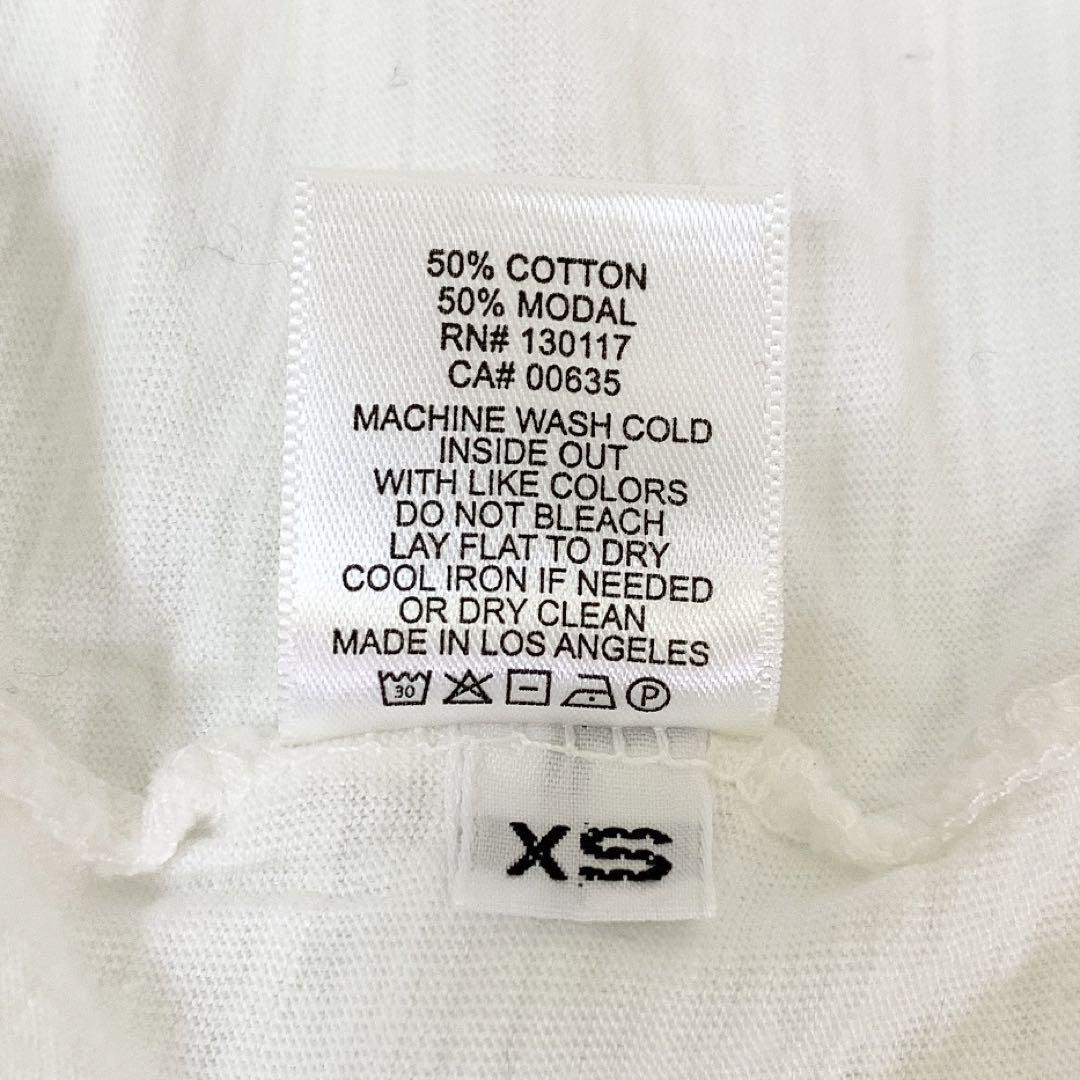 50% COTTON
50% MODAL
RN# 130117
CA# 00635
MACHINE WASH COLD
INSIDE OUT
WITH LIKE COLORS
DO NOT BLEACH
LAY FLAT TO DRY
COOL IRON IF NEEDED
OR DRY CLEAN
MADE IN LOS ANGELES
30 P
XS